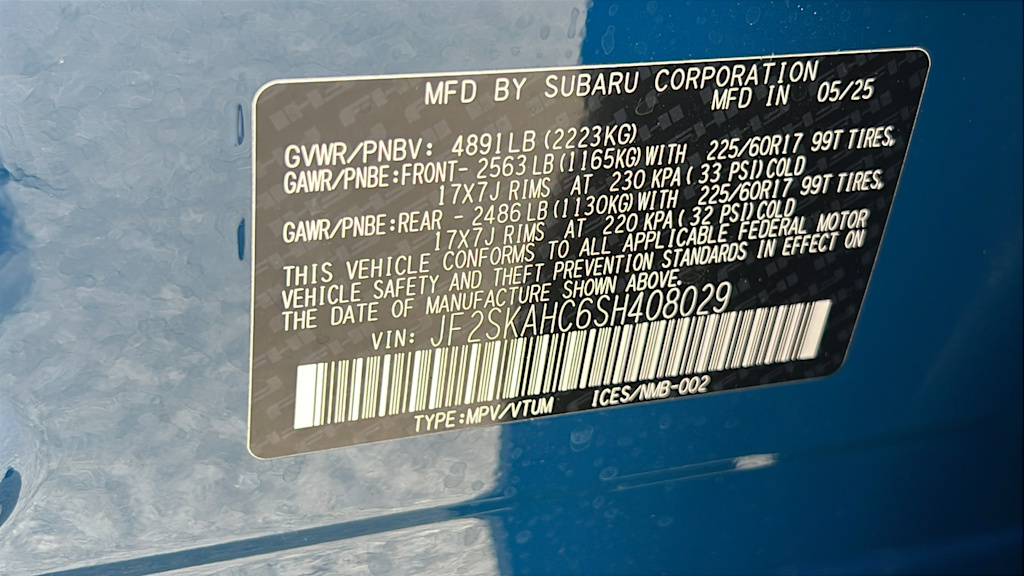 MFD BY SUBARU CORPORATION
MFD IN 05/25
GVWR/PNBV: 4891LB (2223KG)
GAWR/PNBE:FRONT- 2563LB (1165KG) WITH 225/60R17 99T TIRES,
17X7J RIMS AT 230 KPA ( 33 PSI) COLD
GAWR/PNBE:REAR - 2486LB (1130KG) WITH 225/60R17 99T TIRES,
17X7J RIMS AT 220 KPA ( 32 PSI) COLD
THIS VEHICLE CONFORMS TO ALL APPLICABLE FEDERAL MOTOR
VEHICLE SAFETY AND THEFT PREVENTION STANDARDS IN EFFECT ON
THE DATE OF MANUFACTURE SHOWN ABOVE.
VIN: JF2SKAHC6SH408029
TYPE:MPV/VTUM ICES/NMB-002